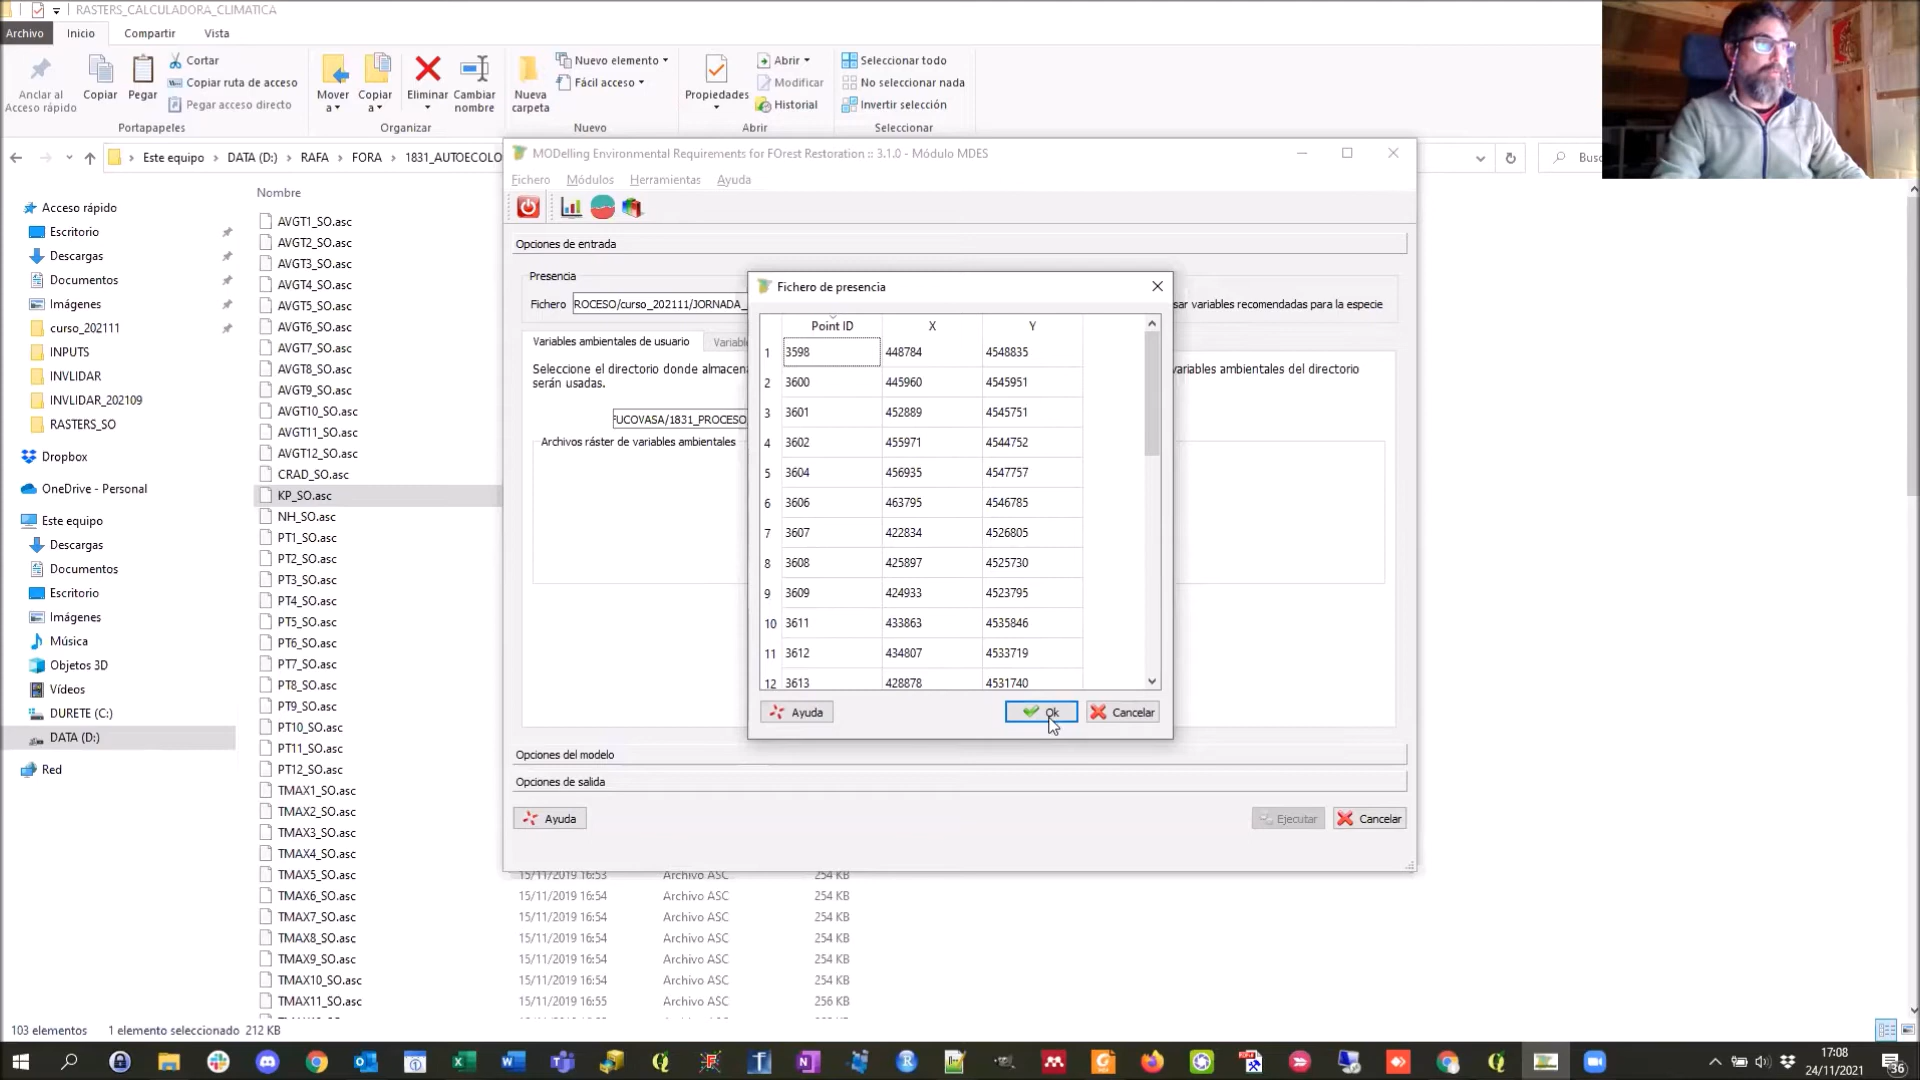 RASTERS_CALCULADORA_CLIMATICA
Archivo Inicio Compartir Vista
Anclar al Acceso rápido
Copiar
Pegar
Cortar
Copiar ruta de acceso
Pegar acceso directo
Portapapeles
Mover a
Copiar a
Eliminar
Cambiar nombre
Organizar
Nueva carpeta
Nuevo elemento
Fácil acceso
Nuevo
Propiedades
Abrir
Modificar
Historial
Abrir
Seleccionar todo
No seleccionar nada
Invertir selección
Seleccionar
Este equipo > DATA (D:) > RAFA > FORA > 1831_AUTOECOLO
Acceso rápido
Escritorio
Descargas
Documentos
Imágenes
curso_202111
INPUTS
INVLIDAR
INVLIDAR_202109
RASTERS_SO
Dropbox
OneDrive - Personal
Este equipo
Descargas
Documentos
Escritorio
Imágenes
Música
Objetos 3D
Vídeos
DURETE (C:)
DATA (D:)
Red
Nombre
AVGT1_SO.asc
AVGT2_SO.asc
AVGT3_SO.asc
AVGT4_SO.asc
AVGT5_SO.asc
AVGT6_SO.asc
AVGT7_SO.asc
AVGT8_SO.asc
AVGT9_SO.asc
AVGT10_SO.asc
AVGT11_SO.asc
AVGT12_SO.asc
CRAD_SO.asc
KP_SO.asc
NH_SO.asc
PT1_SO.asc
PT2_SO.asc
PT3_SO.asc
PT4_SO.asc
PT5_SO.asc
PT6_SO.asc
PT7_SO.asc
PT8_SO.asc
PT9_SO.asc
PT10_SO.asc
PT11_SO.asc
PT12_SO.asc
TMAX1_SO.asc
TMAX2_SO.asc
TMAX3_SO.asc
TMAX4_SO.asc
TMAX5_SO.asc 15/11/2019 16:53 Archivo ASC 254 KB
TMAX6_SO.asc 15/11/2019 16:54 Archivo ASC 254 KB
TMAX7_SO.asc 15/11/2019 16:54 Archivo ASC 254 KB
TMAX8_SO.asc 15/11/2019 16:54 Archivo ASC 254 KB
TMAX9_SO.asc 15/11/2019 16:54 Archivo ASC 254 KB
TMAX10_SO.asc 15/11/2019 16:54 Archivo ASC 254 KB
TMAX11_SO.asc 15/11/2019 16:55 Archivo ASC 256 KB
103 elementos 1 elemento seleccionado 212 KB
MODelling Environmental Requirements for FOrest Restoration :: 3.1.0 - Módulo MDES
Fichero Módulos Herramientas Ayuda
Opciones de entrada
Presencia
Fichero ROCESO/curso_202111/JORNADA_
sar variables recomendadas para la especie
Variables ambientales de usuario Variabl
Seleccione el directorio donde almacena
variables ambientales del directorio
serán usadas.
UCOVASA/1831_PROCESO
Archivos ráster de variables ambientales
Opciones del modelo
Opciones de salida
Ayuda Ejecutar Cancelar
Fichero de presencia
Point ID X Y
1 3598 448784 4548835
2 3600 445960 4545951
3 3601 452889 4545751
4 3602 455971 4544752
5 3604 456935 4547757
6 3606 463795 4546785
7 3607 422834 4526805
8 3608 425897 4525730
9 3609 424933 4523795
10 3611 433863 4535846
11 3612 434807 4533719
12 3613 428878 4531740
Ayuda Ok Cancelar
Busc
17:08
24/11/2021
36